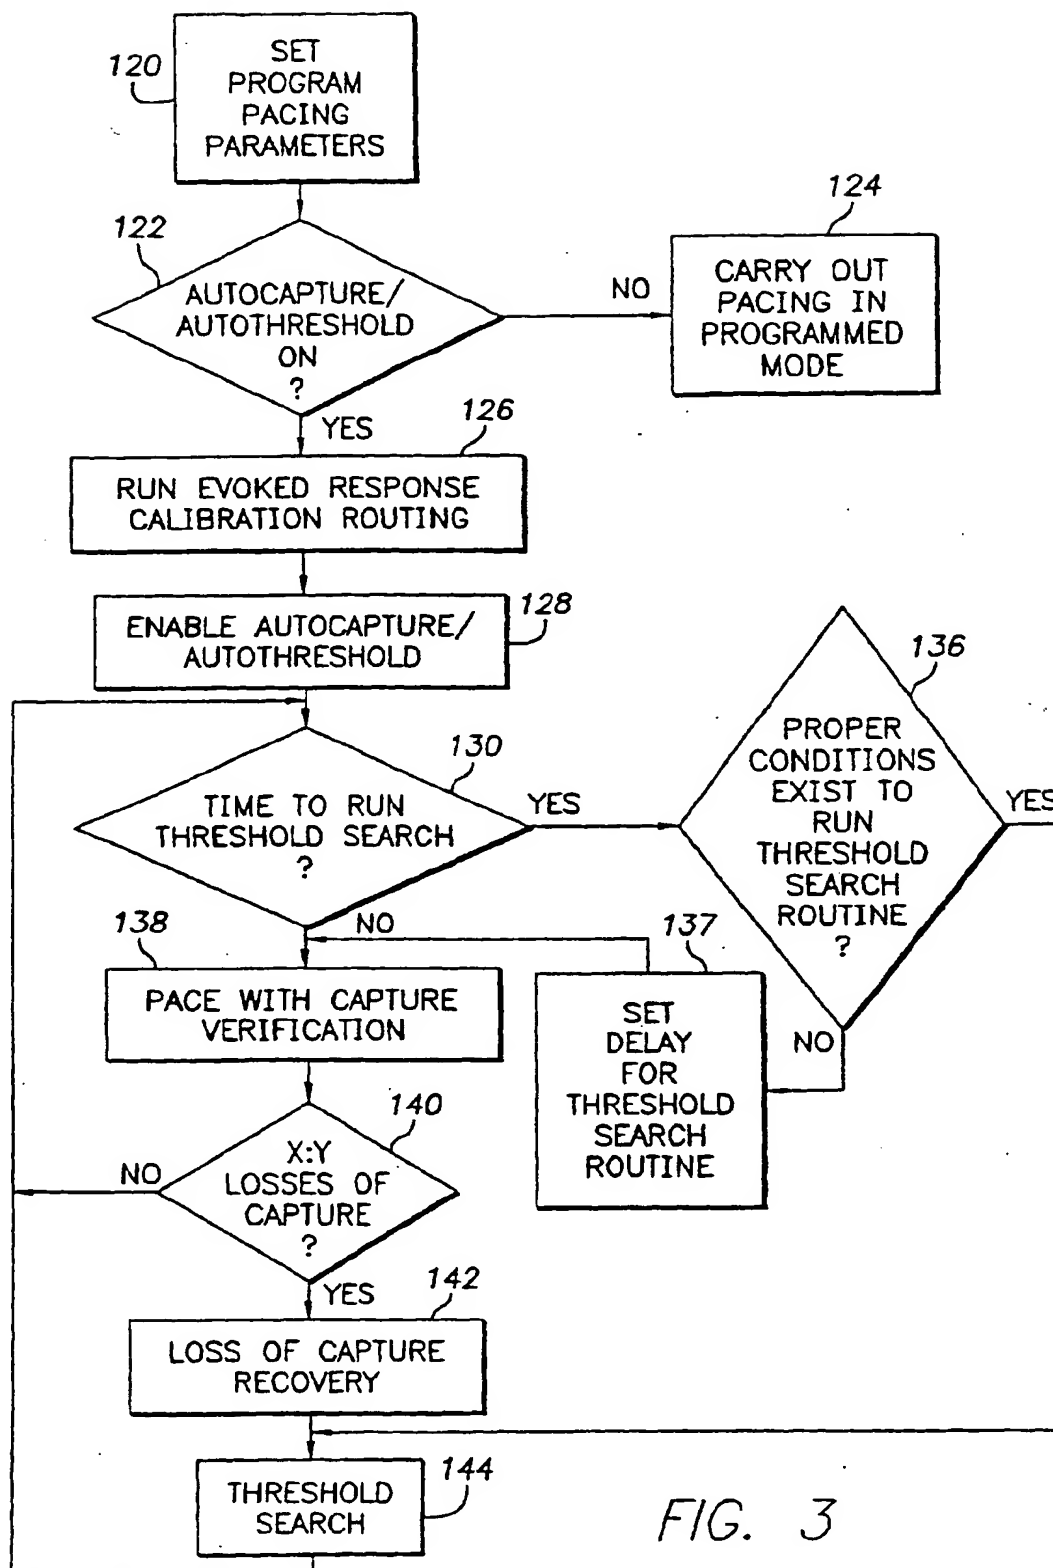 120
SET
PROGRAM
PACING
PARAMETERS
122
AUTOCAPTURE/
AUTOTHRESHOLD
ON
?
NO
124
CARRY OUT
PACING IN
PROGRAMMED
MODE
YES
126
RUN EVOKED RESPONSE
CALIBRATION ROUTING
128
ENABLE AUTOCAPTURE/
AUTOTHRESHOLD
130
TIME TO RUN
THRESHOLD SEARCH
?
YES
136
PROPER
CONDITIONS
EXIST TO
RUN
THRESHOLD
SEARCH
ROUTINE
?
YES
NO
NO
137
SET
DELAY
FOR
THRESHOLD
SEARCH
ROUTINE
138
PACE WITH CAPTURE
VERIFICATION
140
X:Y
LOSSES OF
CAPTURE
?
NO
YES
142
LOSS OF CAPTURE
RECOVERY
144
THRESHOLD
SEARCH
FIG. 3